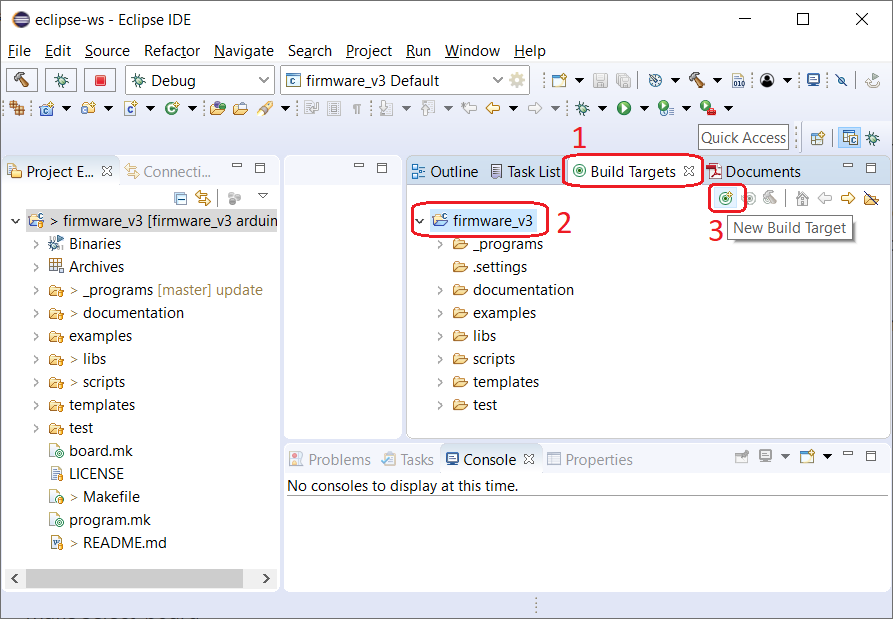 eclipse-ws - Eclipse IDE
File Edit Source Refactor Navigate Search Project Run Window Help
Debug firmware_v3 Default
010
Quick Access
1
Project E... Connecti... Outline Task List Build Targets Documents
> firmware_v3 [firmware_v3 arduin
firmware_v3 2
3 New Build Target
Binaries
Archives
> _programs [master] update
> documentation
examples
> libs
> scripts
templates
test
board.mk
LICENSE
> Makefile
program.mk
> README.md
_programs
.settings
documentation
examples
libs
scripts
templates
test
Problems Tasks Console Properties
No consoles to display at this time.